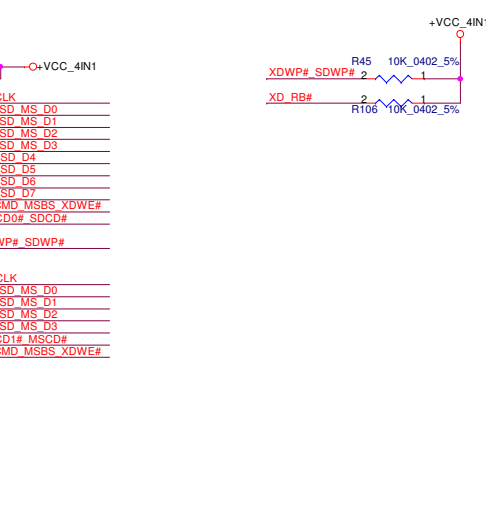 +VCC_4IN1
+VCC_4IN1
R45 10K_0402_5%
XDWP#_SDWP# 2 1
XD_RB# 2 1
R106 10K_0402_5%
CLK
SD_MS_D0
SD_MS_D1
SD_MS_D2
SD_MS_D3
SD_D4
SD_D5
SD_D6
SD_D7
CMD_MSBS_XDWE#
CD0#_SDCD#
WP#_SDWP#
CLK
SD_MS_D0
SD_MS_D1
SD_MS_D2
SD_MS_D3
CD1#_MSCD#
CMD_MSBS_XDWE#